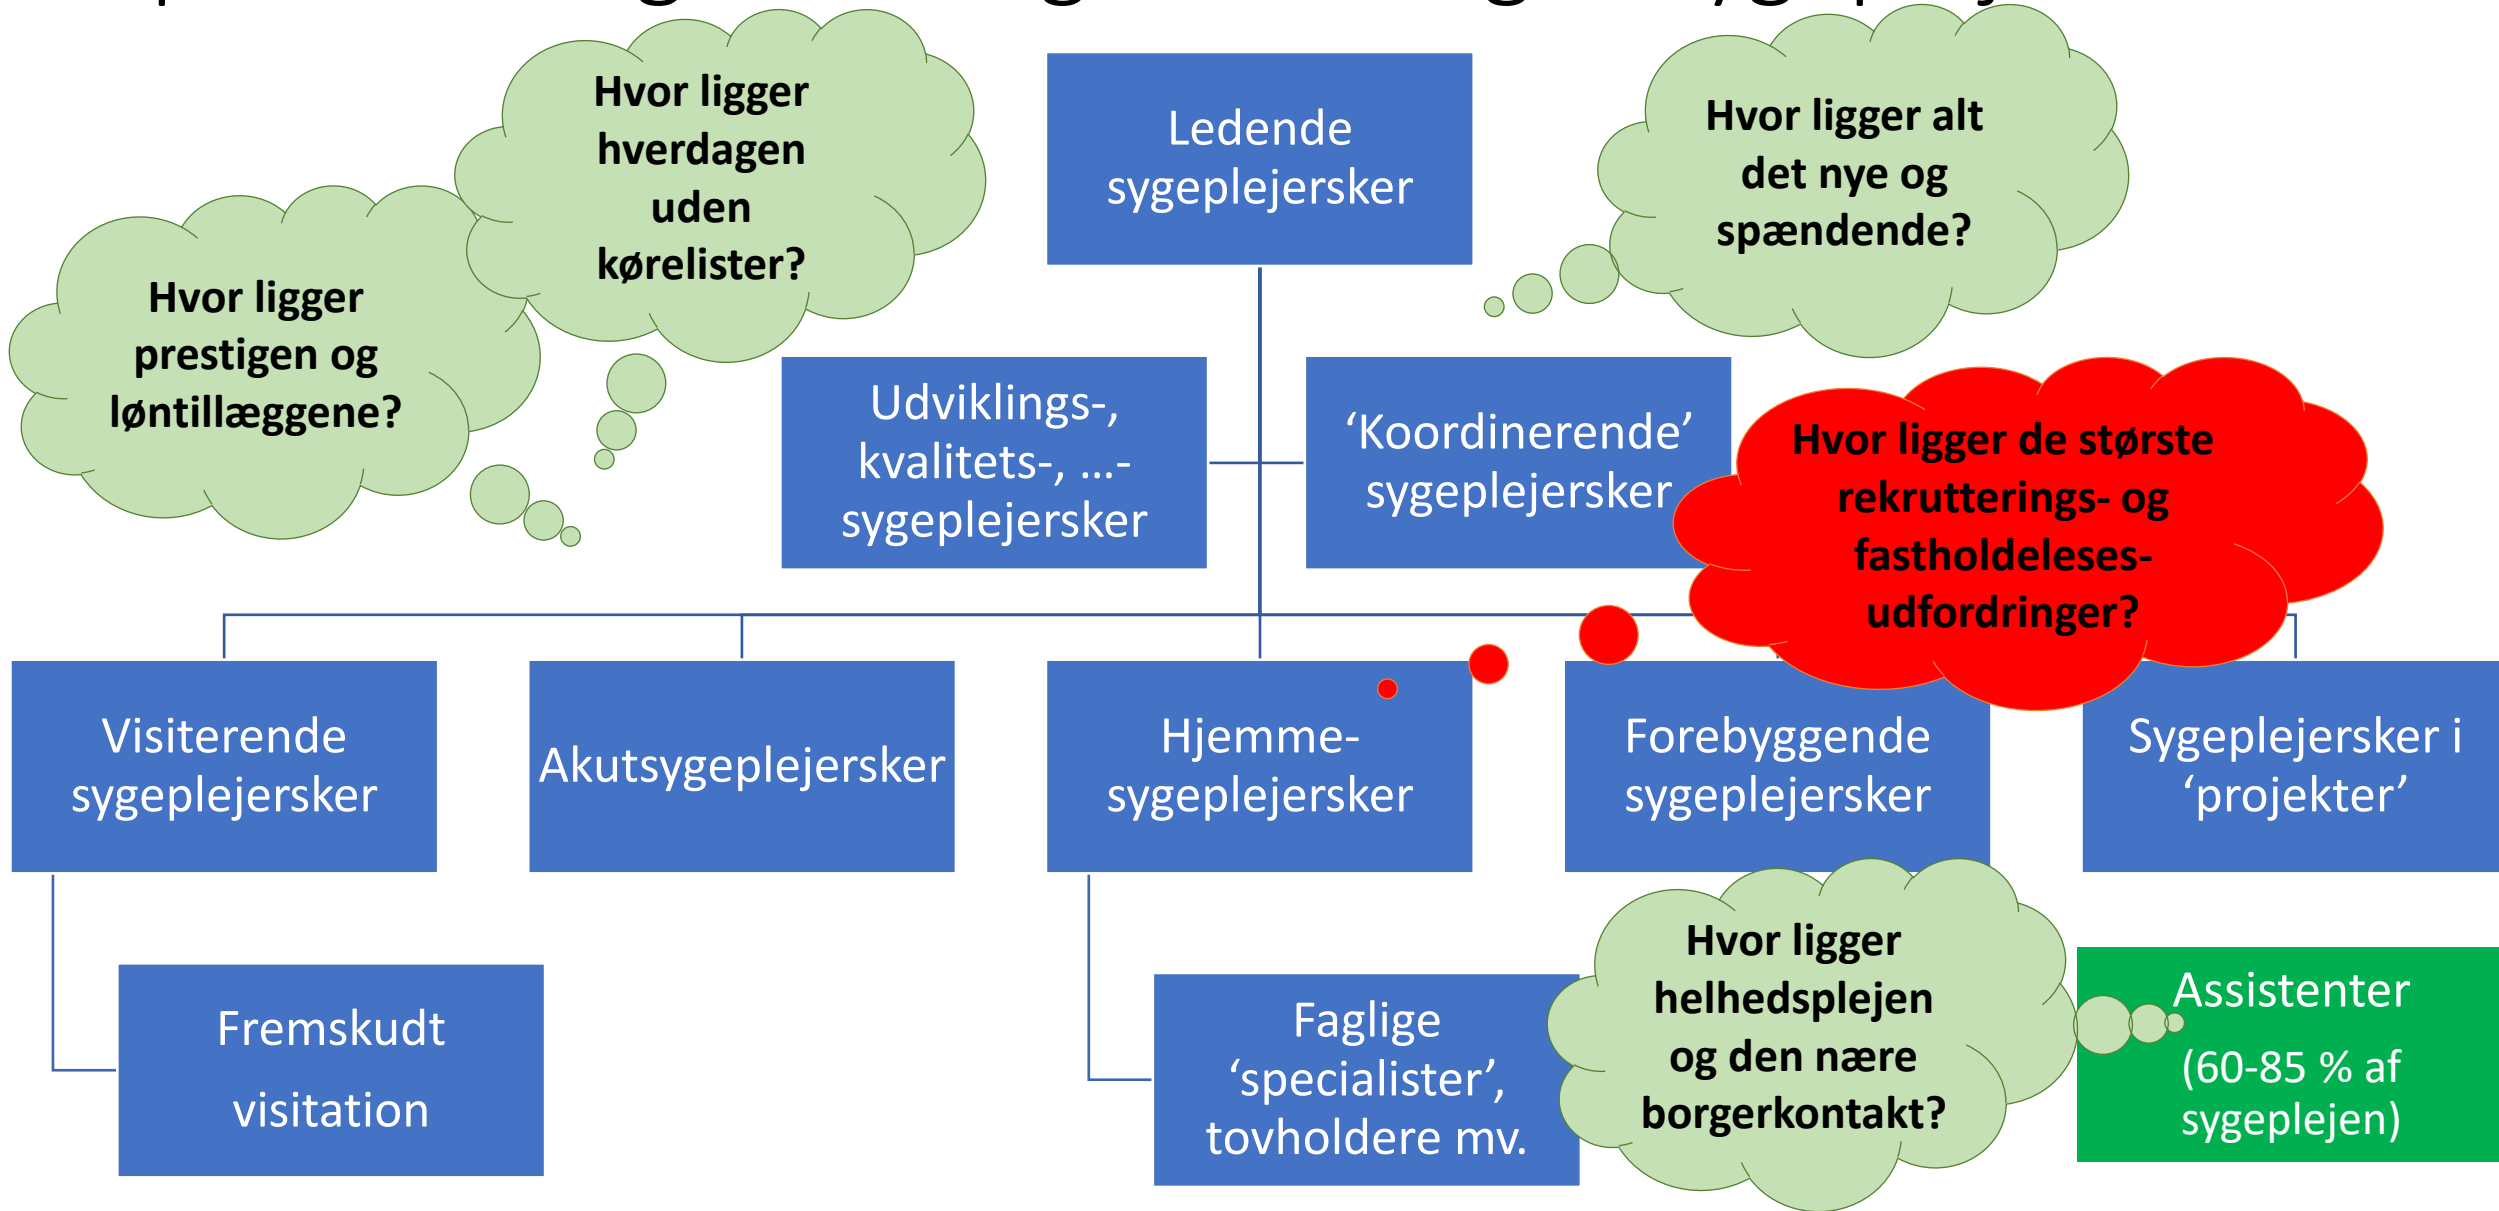 Hvor ligger
hverdagen
uden
kørelister?
Ledende
sygeplejersker
Hvor ligger alt
det nye og
spændende?
Hvor ligger
prestigen og
løntillæggene?
Udviklings-,
kvalitets-, ...-
sygeplejersker
‘Koordinerende’
sygeplejersker
Hvor ligger de største
rekrutterings- og
fastholdeleses-
udfordringer?
Visiterende
sygeplejersker
Akutsygeplejersker
Hjemme-
sygeplejersker
Forebyggende
sygeplejersker
Sygeplejersker i
‘projekter’
Fremskudt
visitation
Faglige
‘specialister’,
tovholdere mv.
Hvor ligger
helhedsplejen
og den nære
borgerkontakt?
Assistenter
(60-85 % af
sygeplejen)